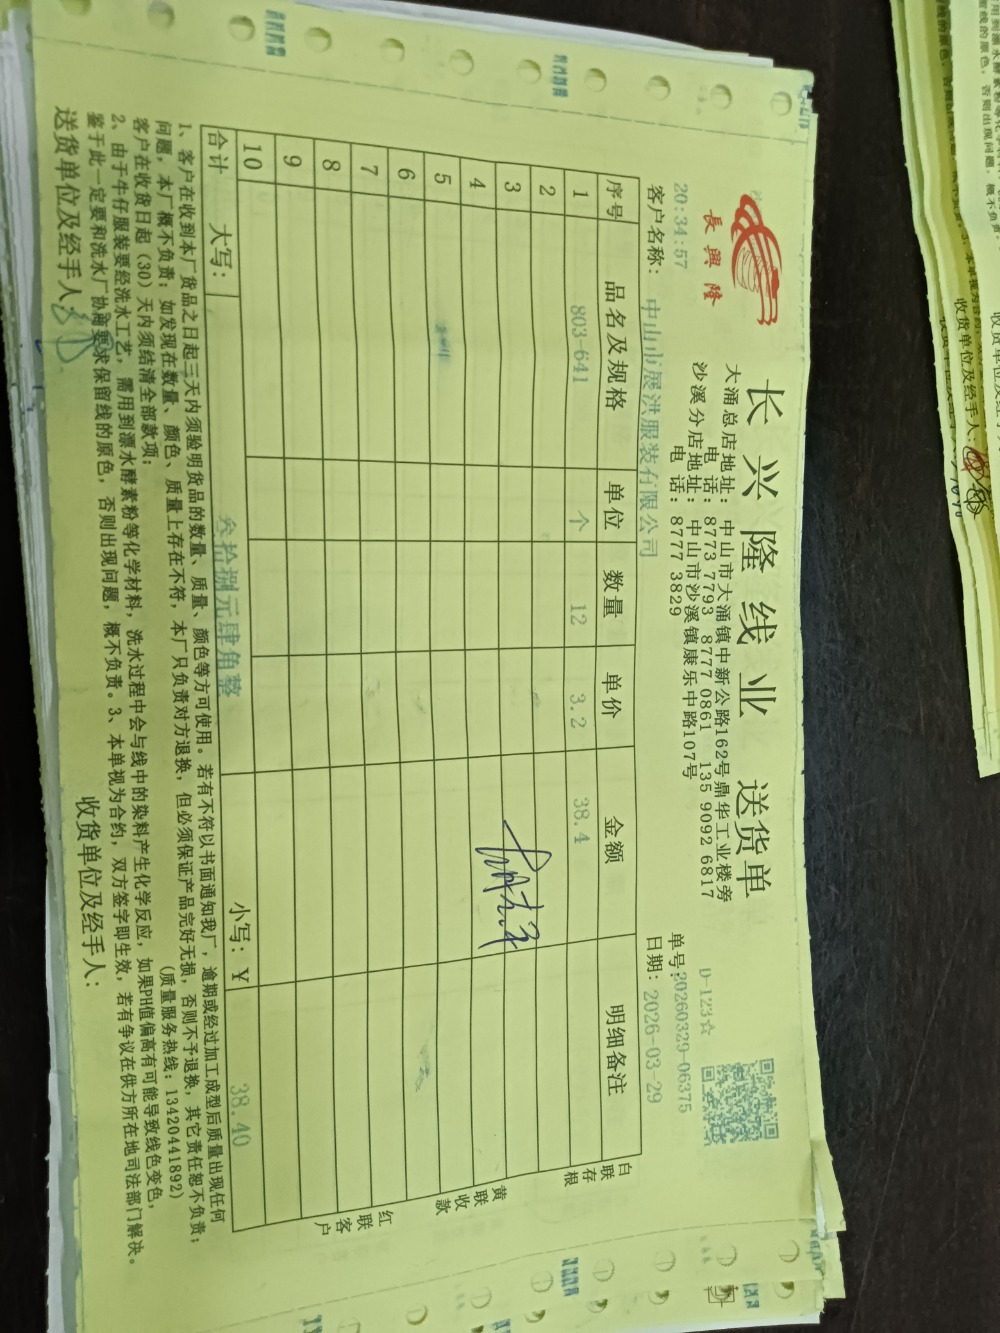 长兴隆线业 送货单
長興隆
大涌总店地址：中山市大涌镇中新公路162号鼎华工业楼旁
电 话：8773 7793 8777 0861 135 9092 6817
沙溪分店地址：中山市沙溪镇康乐中路107号
电 话：8777 3829
D-123☆
20:34:57
单号:20260329-06375
客户名称：中山市展洪服装有限公司
日期：2026-03-29
序号 品名及规格 单位 数量 单价 金额 明细备注
1 803-641 个 12 3.2 38.4
2
3
4
5
6
7
8
9
10
合计 大写：叁拾捌元肆角整 小写：￥ 38.40
白联存根
黄联收款
红联客户
1、客户在收到本厂货品之日起三天内须验明货品的数量、质量、颜色等方可使用。若有不符以书面通知我厂，逾期或经过加工成型后质量出现任何
问题，本厂概不负责；如发现在数量、颜色、质量上存在不符，本厂只负责对方退换，但必须保证产品完好无损，否则不予退换，其它责任恕不负责；
客户在收货日起（30）天内须结清全部款项；
(质量服务热线：13420441892)
2、由于牛仔服装要经洗水工艺，需用到漂水酵素粉等化学材料，洗水过程中会与线中的染料产生化学反应，如果PH值偏高有可能导致线色变色，
鉴于此一定要和洗水厂协商要求保留线的原色，否则出现问题，概不负责。3、本单视为合约，双方签字即生效，若有争议在供方所在地司法部门解决。
送货单位及经手人：
收货单位及经手人：
收货单位及经手人：